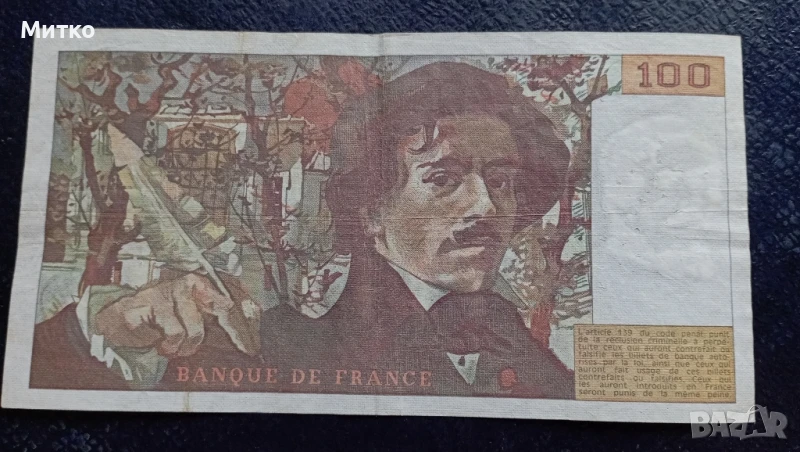 Митко
100
BANQUE DE FRANCE
L'article 139 du code pénal punit
de la réclusion criminelle à perpé-
tuité ceux qui auront contrefait ou
falsifié les billets de banque auto-
risés par la loi, ainsi que ceux qui
auront fait usage de ces billets
contrefaits ou falsifiés. Ceux qui
les auront introduits en France
seront punis de la même peine
BAZAR